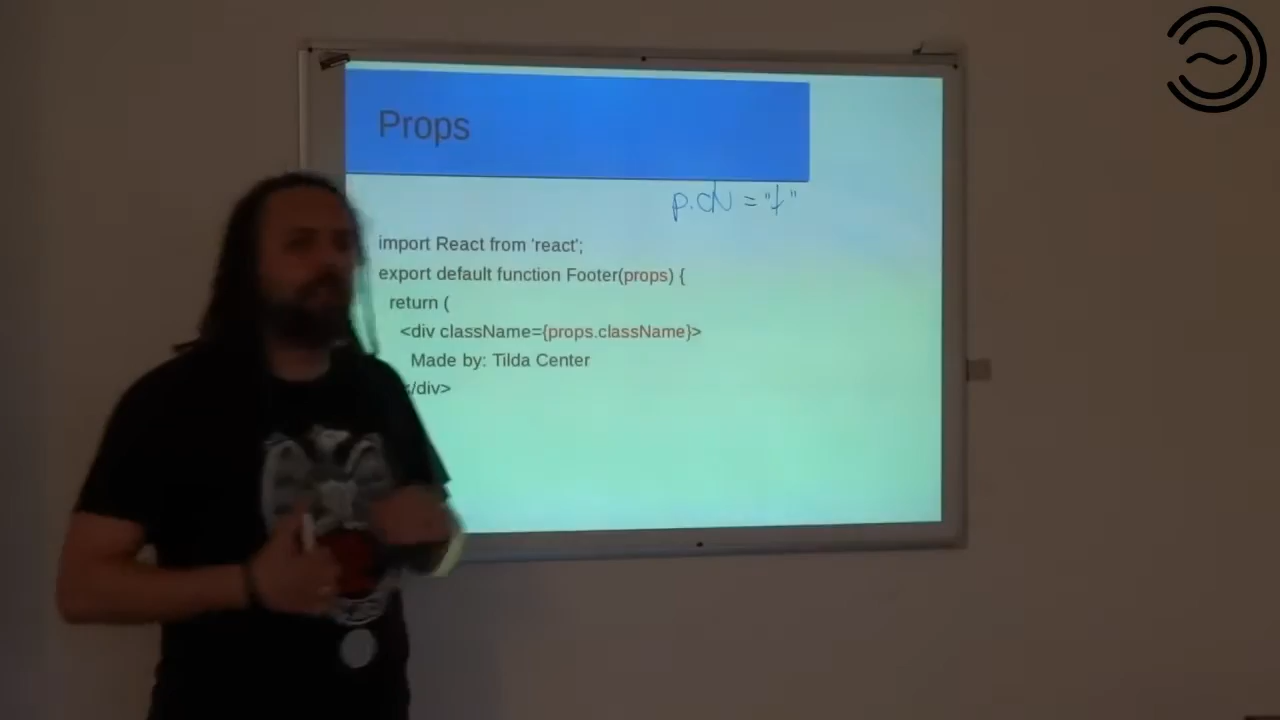 Props
p.cN = "f"
import React from 'react';
export default function Footer(props) {
return (
<div className={props.className}>
Made by: Tilda Center
/div>